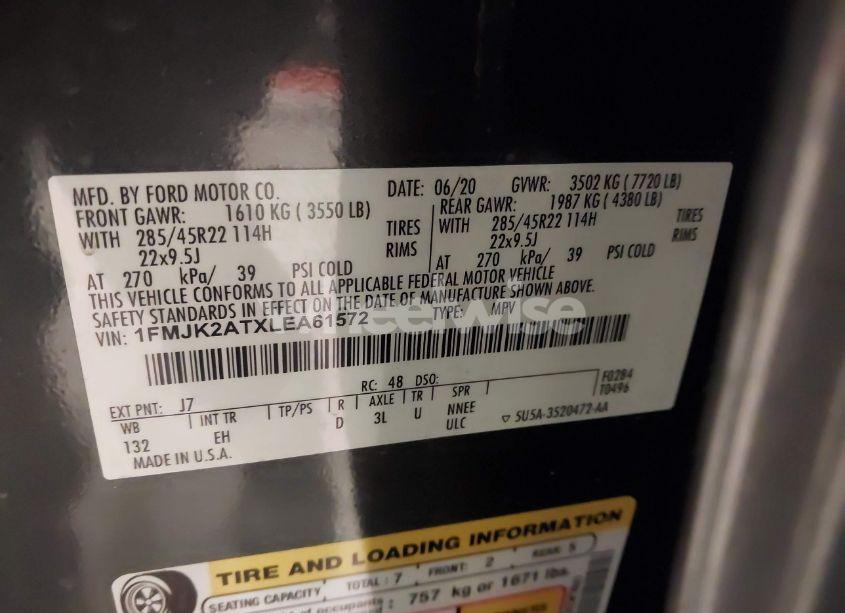 MFD. BY FORD MOTOR CO. DATE: 06/20 GVWR: 3502 KG ( 7720 LB)
FRONT GAWR: 1610 KG ( 3550 LB) REAR GAWR: 1987 KG ( 4380 LB)
WITH 285/45R22 114H TIRES WITH 285/45R22 114H TIRES
22x9.5J RIMS 22x9.5J RIMS
AT 270 kPa/ 39 PSI COLD AT 270 kPa/ 39 PSI COLD
THIS VEHICLE CONFORMS TO ALL APPLICABLE FEDERAL MOTOR VEHICLE
SAFETY STANDARDS IN EFFECT ON THE DATE OF MANUFACTURE SHOWN ABOVE.
VIN: 1FMJK2ATXLEA61572 TYPE: MPV
EXT PNT: J7 RC: 48 DSO: F0284
T0496
WB INT TR TP/PS R AXLE TR SPR
132 EH D 3L U NNEE
ULC 5U5A-3520472-AA
MADE IN U.S.A.
TIRE AND LOADING INFORMATION
SEATING CAPACITY TOTAL : 7 FRONT: 2 REAR: 5
of occupants : 757 kg or 1671 lbs.